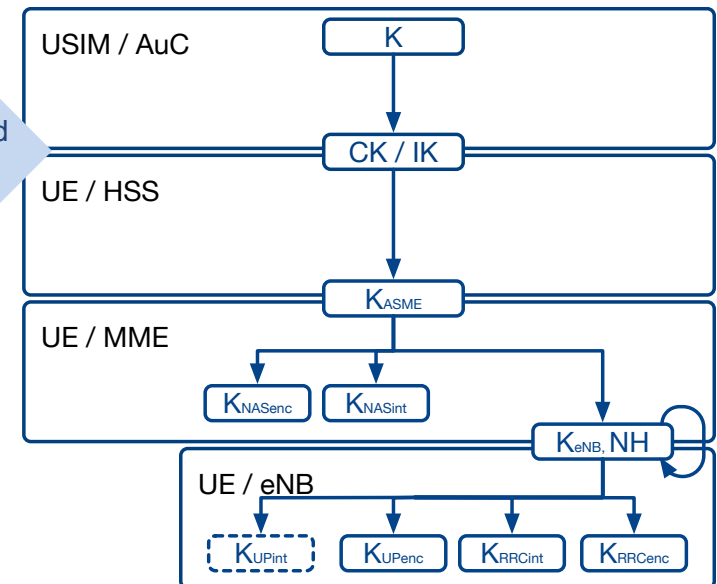 USIM / AuC
K
d
CK / IK
UE / HSS
KASME
UE / MME
KNASenc
KNASint
KeNB, NH
UE / eNB
KUPint
KUPenc
KRRCint
KRRCenc